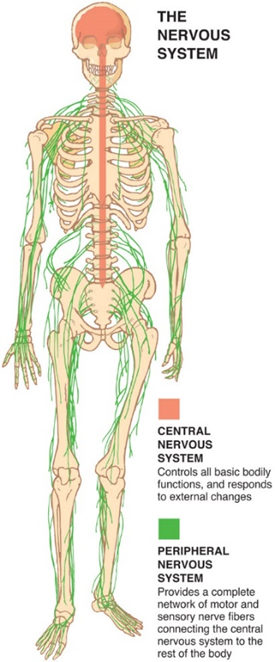 THE
NERVOUS
SYSTEM
CENTRAL
NERVOUS
SYSTEM
Controls all basic bodily
functions, and responds
to external changes
PERIPHERAL
NERVOUS
SYSTEM
Provides a complete
network of motor and
sensory nerve fibers
connecting the central
nervous system to the
rest of the body